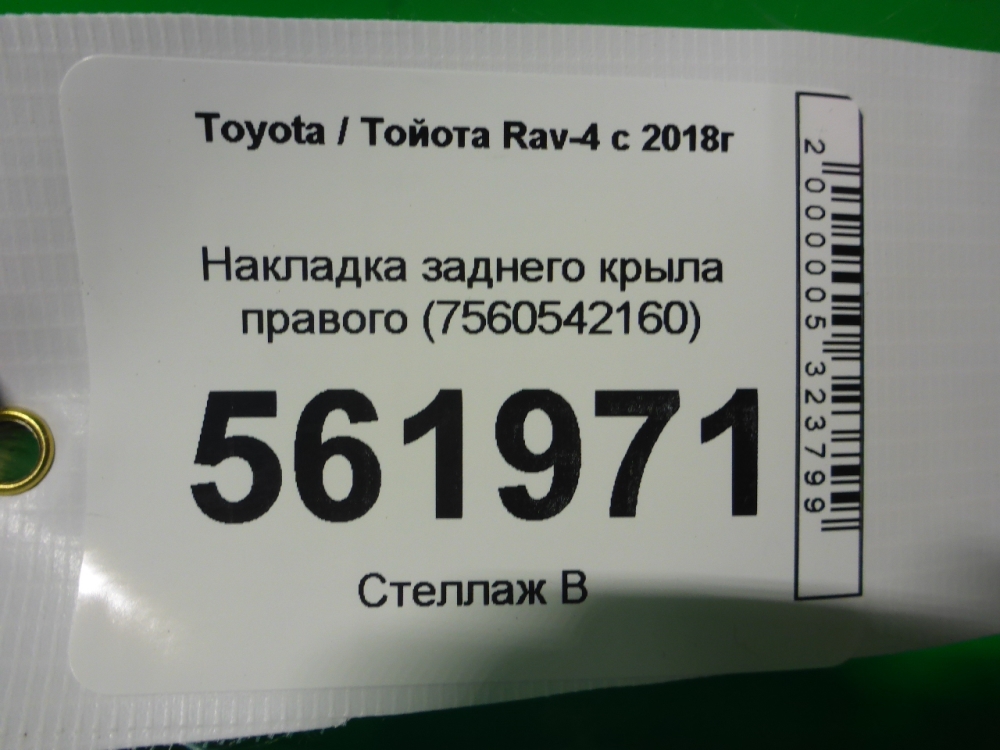 Toyota / Тойота Rav-4 с 2018г
Накладка заднего крыла
правого (7560542160)
561971
Стеллаж В
2000005323799